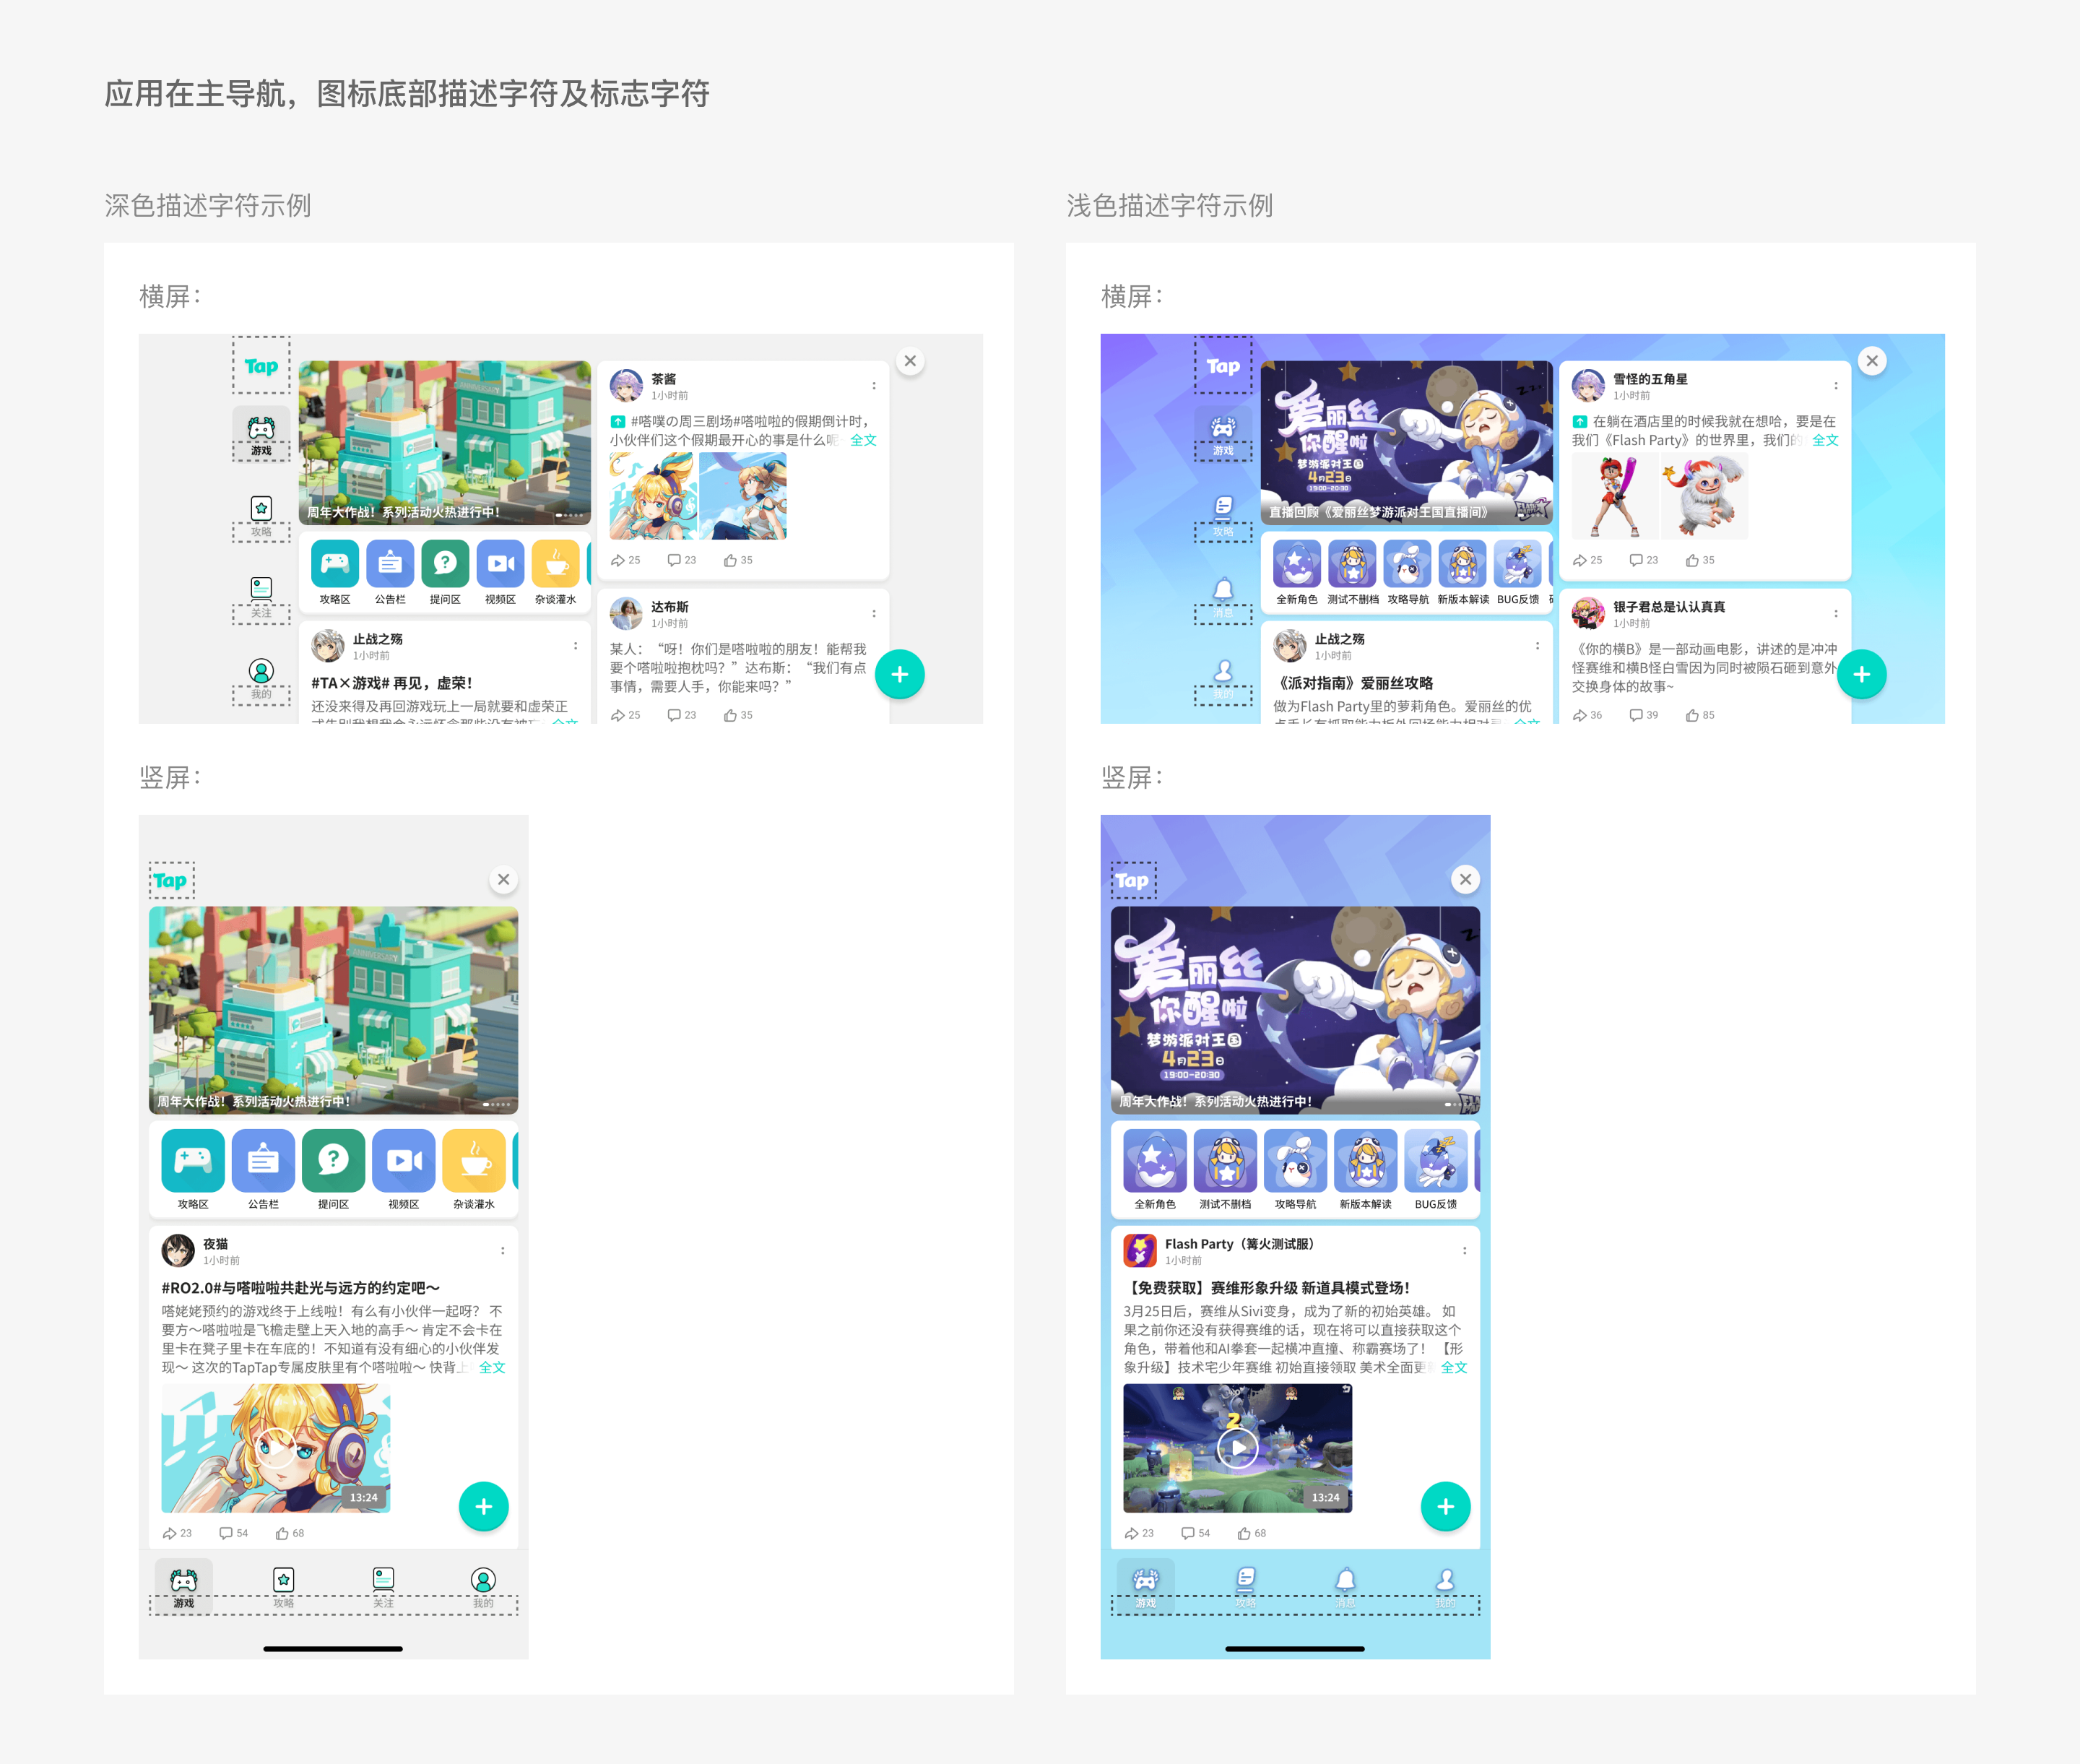 应用在主导航，图标底部描述字符及标志字符
深色描述字符示例
横屏：
Tap
游戏
攻略
关注
我的
周年大作战！系列活动火热进行中！
攻略区
公告栏
提问区
视频区
杂谈灌水
止战之殇
1小时前
#TA×游戏# 再见，虚荣！
还没来得及再回游戏玩上一局就要和虚荣正
全文
茶酱
1小时前
#嗒噗の周三剧场#嗒啦啦的假期倒计时，
小伙伴们这个假期最开心的事是什么呢 全文
25 23 35
达布斯
1小时前
某人：“呀！你们是嗒啦啦的朋友！能帮我
要个嗒啦啦抱枕吗？”达布斯：“我们有点
事情，需要人手，你能来吗？”
25 23 35
竖屏：
Tap
周年大作战！系列活动火热进行中！
攻略区
公告栏
提问区
视频区
杂谈灌水
夜猫
1小时前
#RO2.0#与嗒啦啦共赴光与远方的约定吧～
嗒姥姥预约的游戏终于上线啦！有么有小伙伴一起呀？ 不
要方～嗒啦啦是飞檐走壁上天入地的高手～ 肯定不会卡在
里卡在凳子里卡在车底的！不知道有没有细心的小伙伴发
现～ 这次的TapTap专属皮肤里有个嗒啦啦～ 快背上 全文
13:24
23 54 68
游戏
攻略
关注
我的
浅色描述字符示例
横屏：
Tap
游戏
攻略
消息
我的
爱丽丝
你醒啦
梦游派对王国
4月23日
19:00-20:30
直播回顾《爱丽丝梦游派对王国直播间》
全新角色
测试不删档
攻略导航
新版本解读
BUG反馈
止战之殇
1小时前
《派对指南》爱丽丝攻略
做为Flash Party里的萝莉角色。爱丽丝的优
全文
雪怪的五角星
1小时前
在躺在酒店里的时候我就在想哈，要是在
我们《Flash Party》的世界里，我们的 全文
25 23 35
银子君总是认认真真
1小时前
《你的横B》是一部动画电影，讲述的是冲冲
怪赛维和横B怪白雪因为同时被陨石砸到意外
交换身体的故事~
36 39 85
竖屏：
Tap
爱丽丝
你醒啦
梦游派对王国
4月23日
19:00-20:30
周年大作战！系列活动火热进行中！
全新角色
测试不删档
攻略导航
新版本解读
BUG反馈
Flash Party（篝火测试服）
1小时前
【免费获取】赛维形象升级 新道具模式登场！
3月25日后，赛维从Sivi变身，成为了新的初始英雄。 如
果之前你还没有获得赛维的话，现在将可以直接获取这个
角色，带着他和AI拳套一起横冲直撞、称霸赛场了！ 【形
象升级】技术宅少年赛维 初始直接领取 美术全面更 全文
2
13:24
23 54 68
游戏
攻略
消息
我的